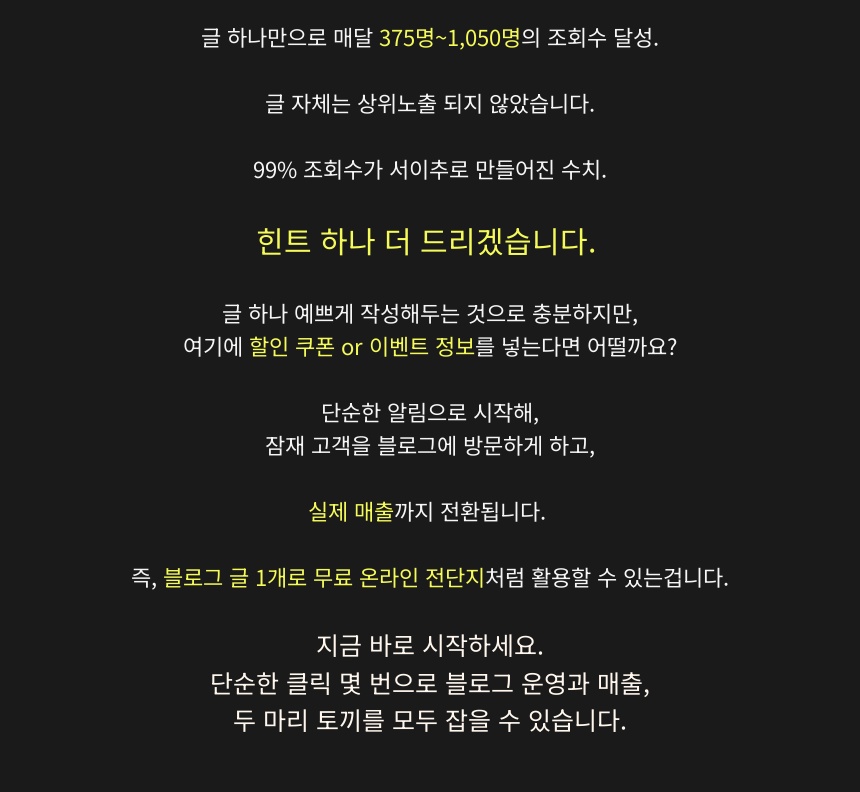 글 하나만으로 매달 375명~1,050명의 조회수 달성.
글 자체는 상위노출 되지 않았습니다.
99% 조회수가 서이추로 만들어진 수치.
힌트 하나 더 드리겠습니다.
글 하나 예쁘게 작성해두는 것으로 충분하지만,
여기에 할인 쿠폰 or 이벤트 정보를 넣는다면 어떨까요?
단순한 알림으로 시작해,
잠재 고객을 블로그에 방문하게 하고,
실제 매출까지 전환됩니다.
즉, 블로그 글 1개로 무료 온라인 전단지처럼 활용할 수 있는겁니다.
지금 바로 시작하세요.
단순한 클릭 몇 번으로 블로그 운영과 매출,
두 마리 토끼를 모두 잡을 수 있습니다.